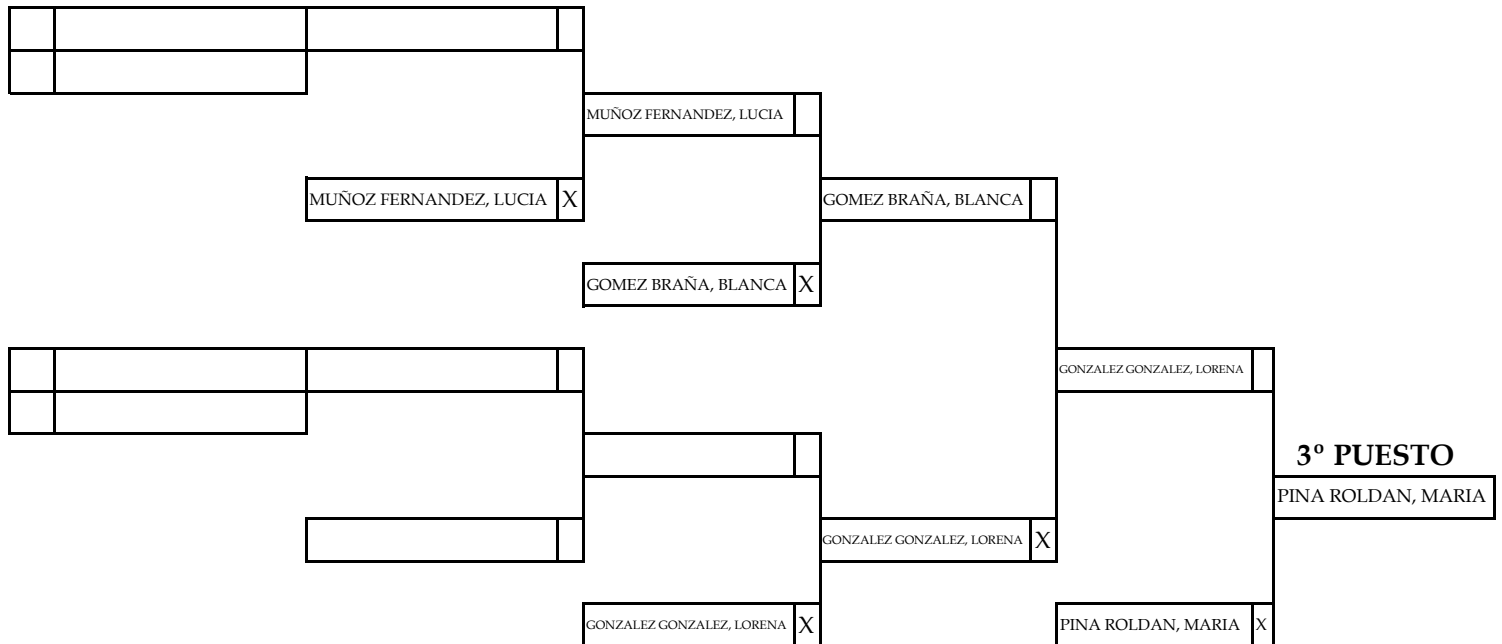 MUÑOZ FERNANDEZ, LUCIA
MUÑOZ FERNANDEZ, LUCIA X
GOMEZ BRAÑA, BLANCA
GOMEZ BRAÑA, BLANCA X
GONZALEZ GONZALEZ, LORENA
3º PUESTO
PINA ROLDAN, MARIA
GONZALEZ GONZALEZ, LORENA X
GONZALEZ GONZALEZ, LORENA X
PINA ROLDAN, MARIA X